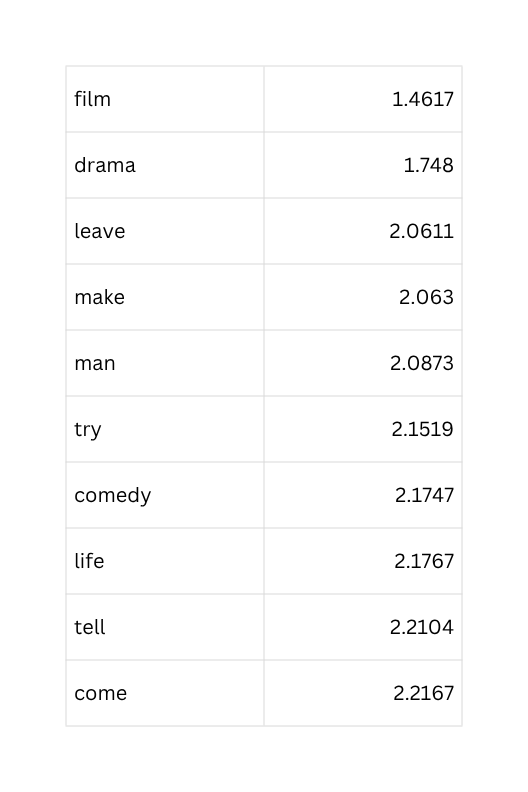 film 1.4617
drama 1.748
leave 2.0611
make 2.063
man 2.0873
try 2.1519
comedy 2.1747
life 2.1767
tell 2.2104
come 2.2167